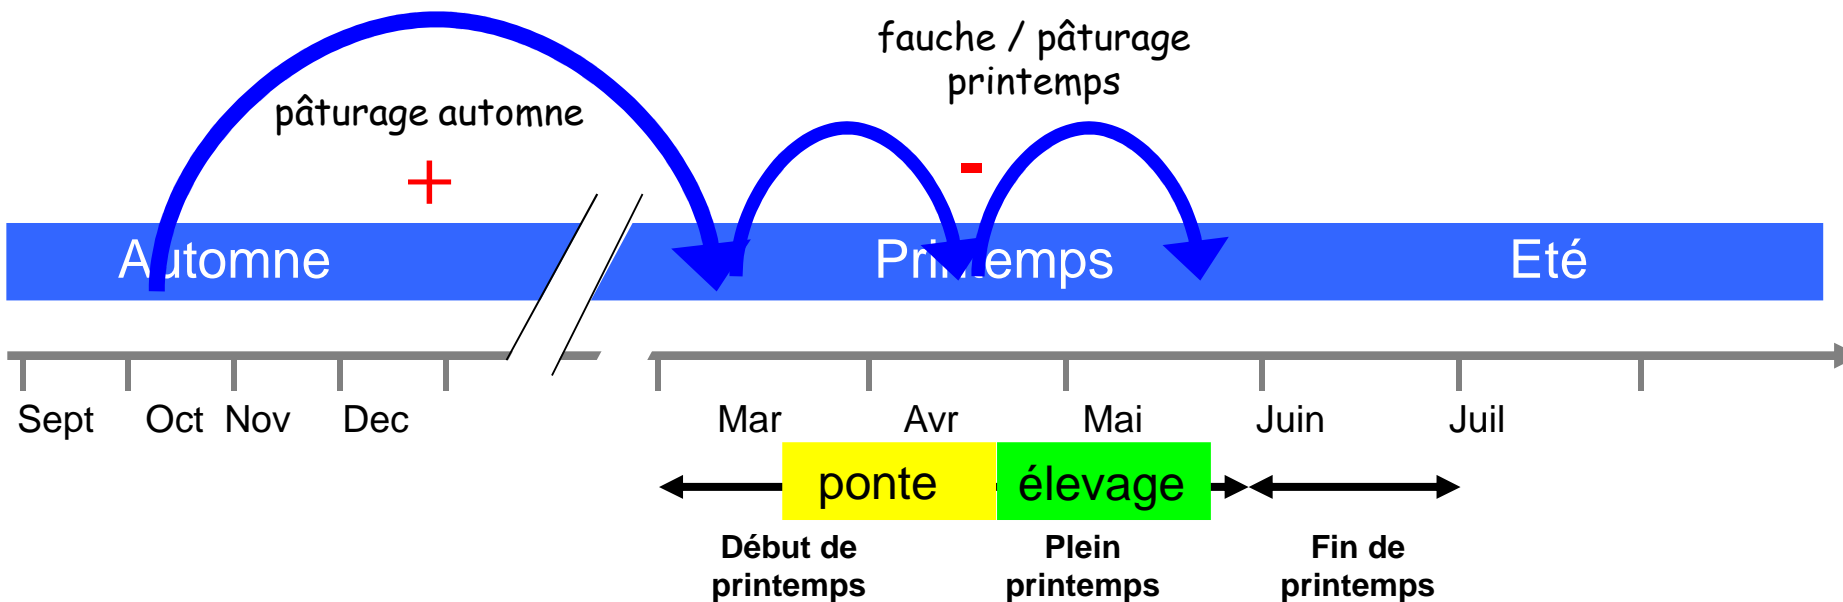 fauche / pâturage
printemps
pâturage automne
+
-
Automne
Printemps
Eté
Sept Oct Nov Dec Mar Avr Mai Juin Juil
ponte
élevage
Début de
printemps
Plein
printemps
Fin de
printemps